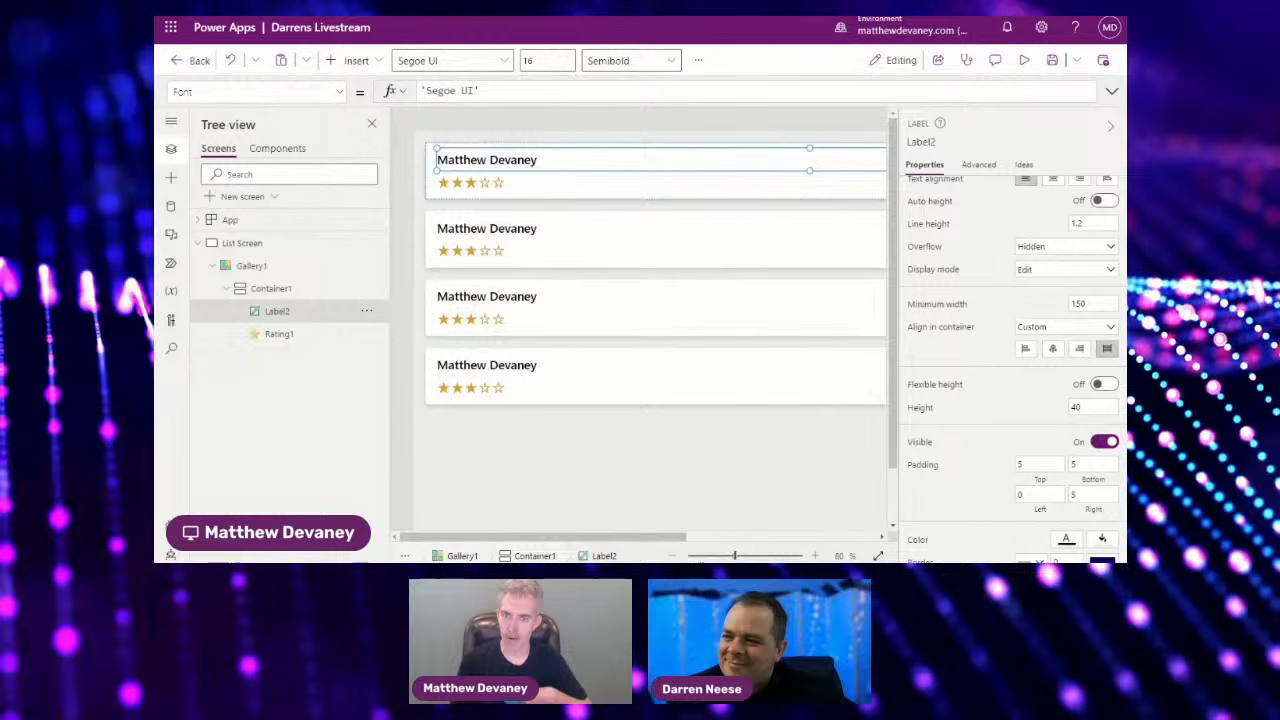 Power Apps | Darrens Livestream
Environment
matthewdevaney.com (...
MD
Back
Insert
Segoe UI
16
Semibold
...
Editing
Font
=
fx
'Segoe UI'
Tree view
Screens
Components
Search
New screen
App
List Screen
Gallery1
Container1
Label2
...
Rating1
Matthew Devaney
Matthew Devaney
Matthew Devaney
Matthew Devaney
LABEL
Label2
Properties
Advanced
Ideas
Text alignment
Auto height
Off
Line height
1.2
Overflow
Hidden
Display mode
Edit
Minimum width
150
Align in container
Custom
Flexible height
Off
Height
40
Visible
On
Padding
5
5
Top
Bottom
0
5
Left
Right
Color
A
Border
0
...
Gallery1
Container1
Label2
80 %
Matthew Devaney
Matthew Devaney
Darren Neese